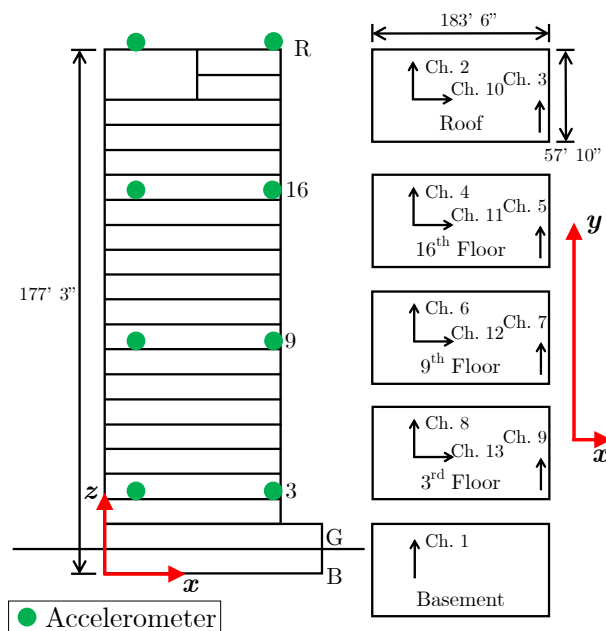 183' 6”
R
Ch. 2
Ch. 3
Ch. 10
Roof
57' 10”
16
Ch. 4
Ch. 5
Ch. 11
16th Floor
y
177' 3”
Ch. 6
Ch. 7
9
Ch. 12
9th Floor
Ch. 8
Ch. 9
x
Ch. 13
z
3
3rd Floor
G
Ch. 1
B
x
Basement
Accelerometer